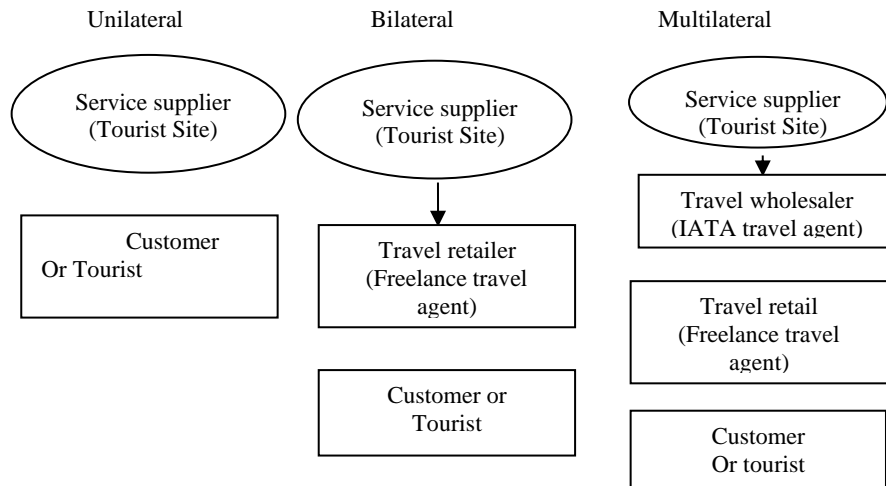 Unilateral
Service supplier
(Tourist Site)
Customer
Or Tourist
Bilateral
Service supplier
(Tourist Site)
Travel retailer
(Freelance travel
agent)
Customer or
Tourist
Multilateral
Service supplier
(Tourist Site)
Travel wholesaler
(IATA travel agent)
Travel retail
(Freelance travel
agent)
Customer
Or tourist